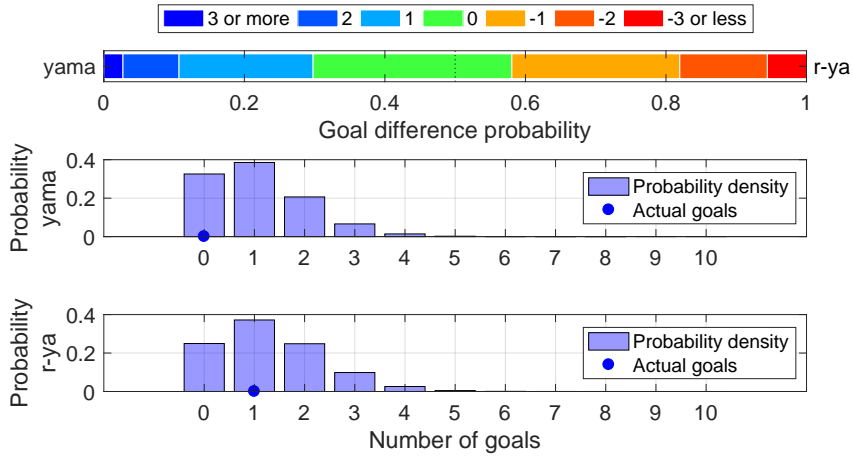 3 or more 2 1 0 -1 -2 -3 or less
yama r-ya
0 0.2 0.4 0.6 0.8 1
Goal difference probability
Probability
yama
0.4
0.2
0
Probability density
Actual goals
0 1 2 3 4 5 6 7 8 9 10
Probability
r-ya
0.4
0.2
0
Probability density
Actual goals
0 1 2 3 4 5 6 7 8 9 10
Number of goals